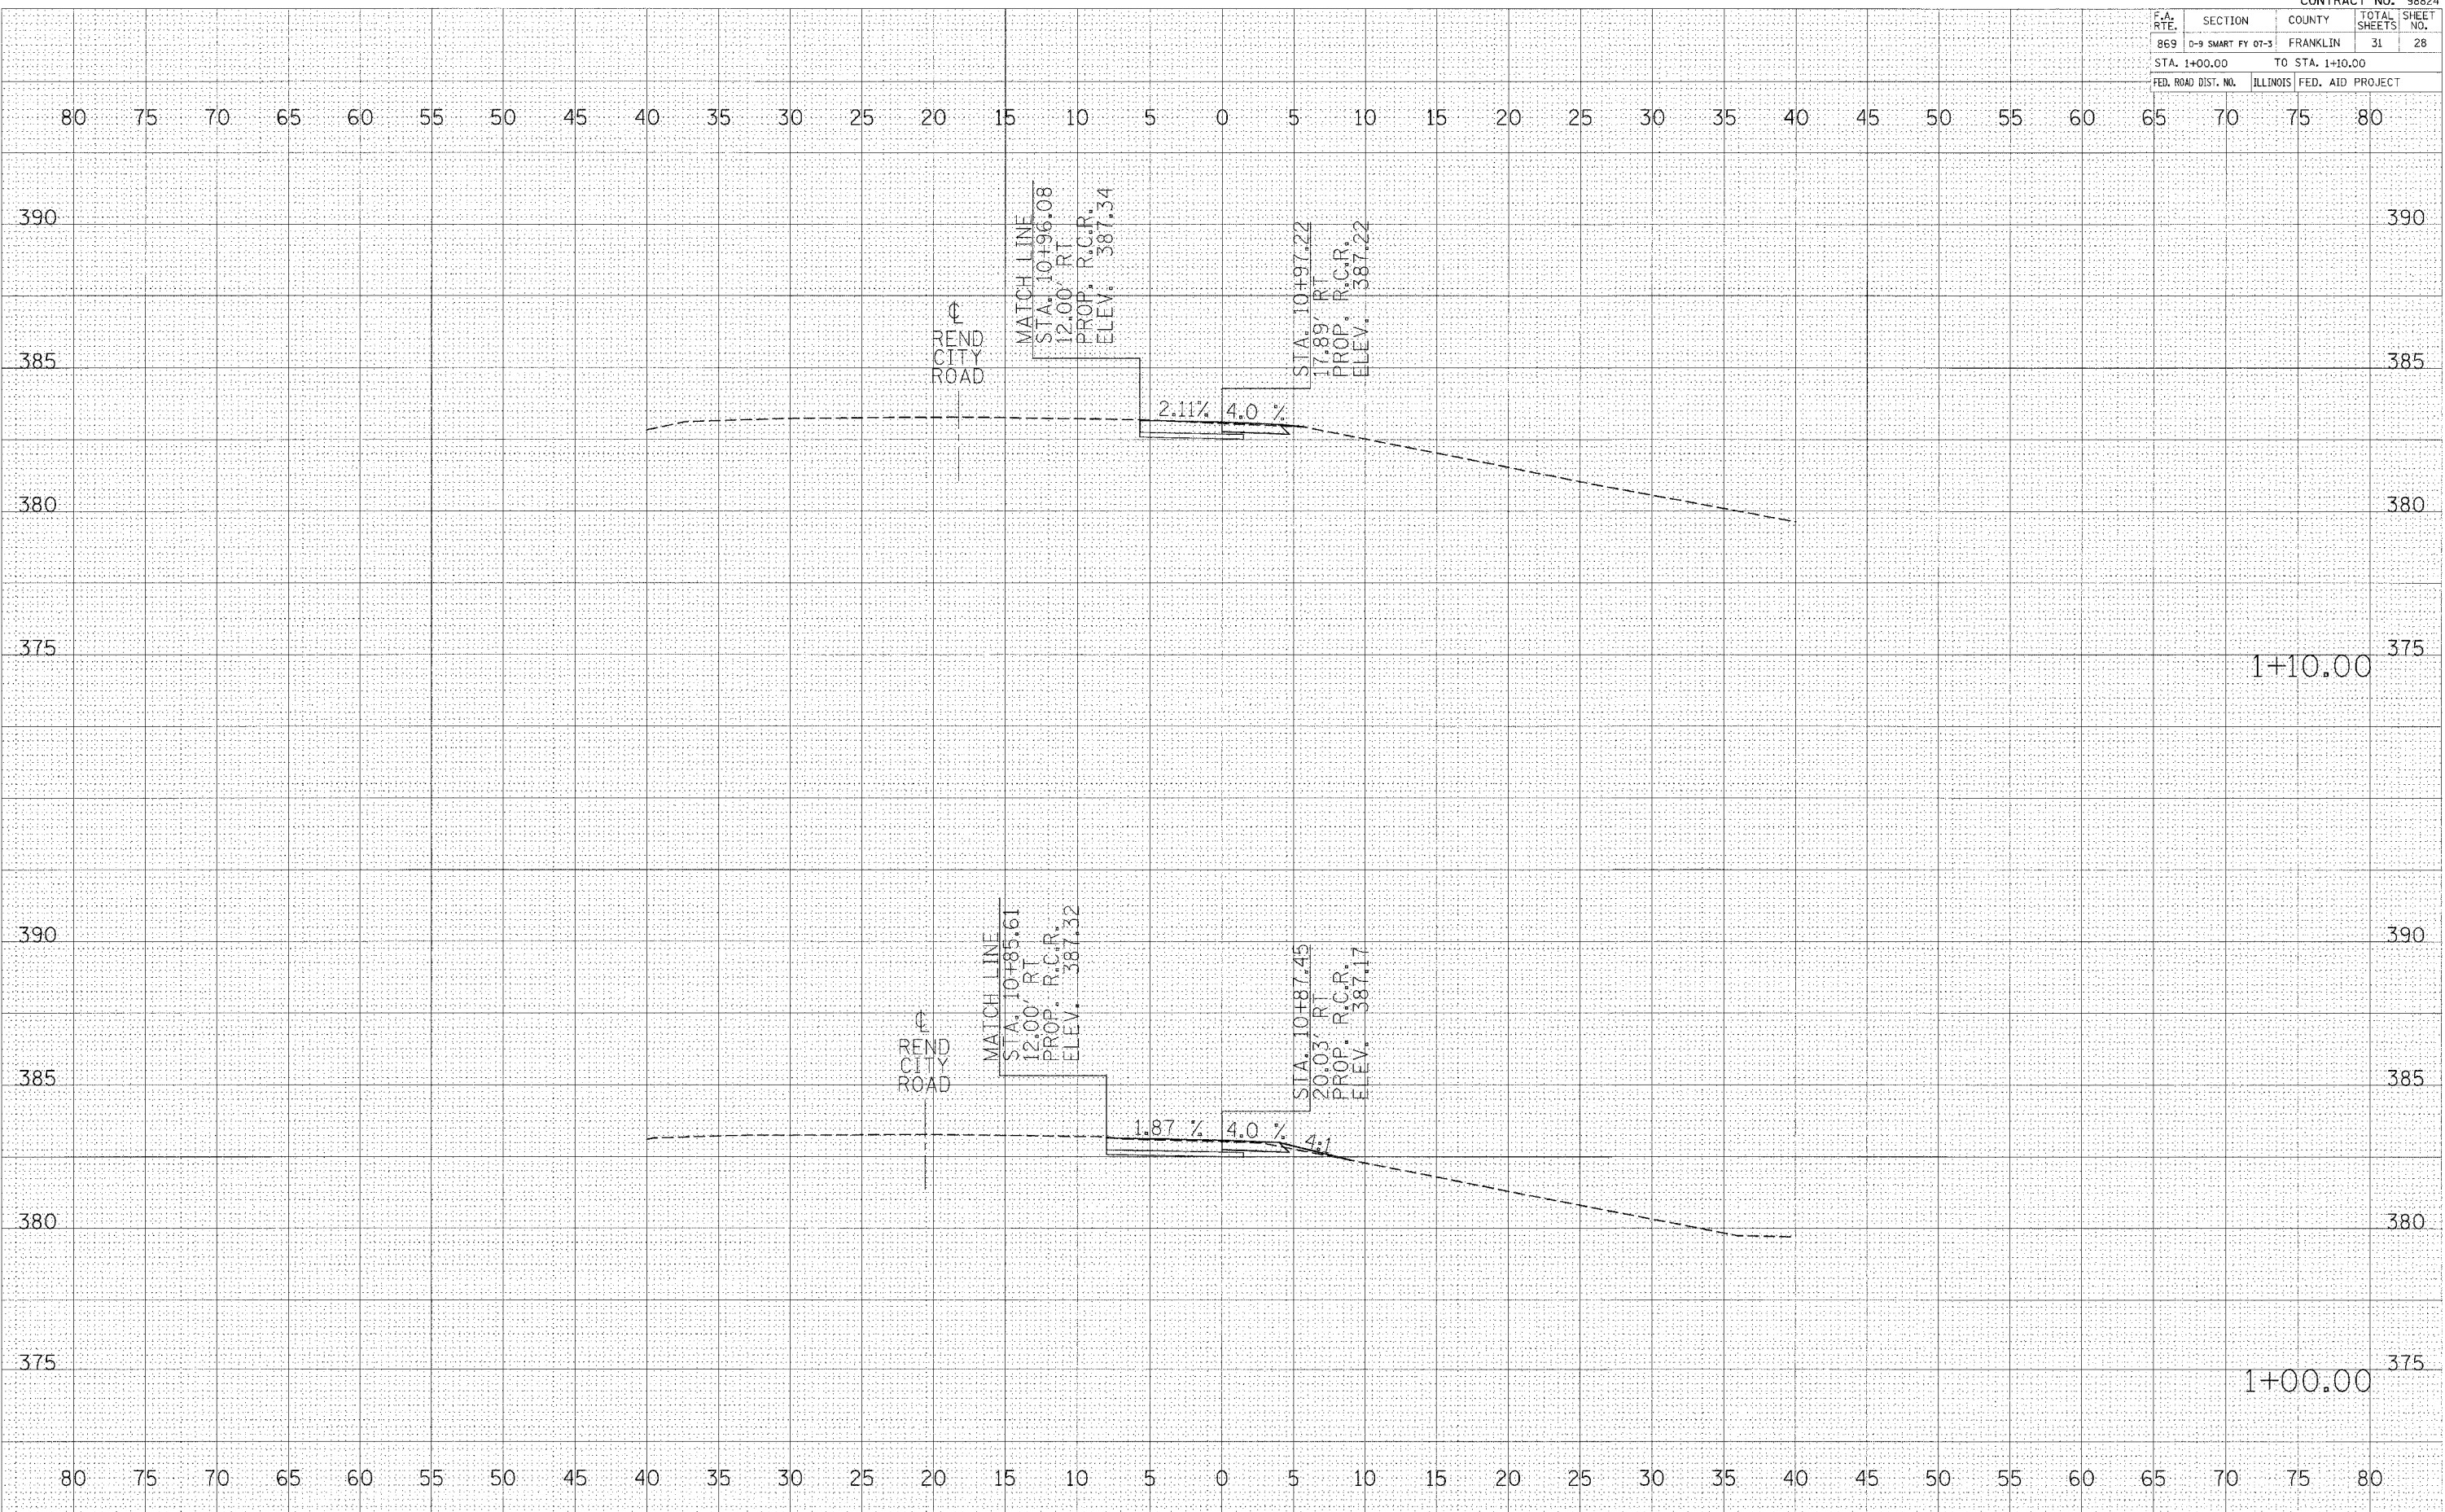 CONTRACT NO. 98824
F.A. RTE. SECTION COUNTY TOTAL SHEETS SHEET NO.
869 D-9 SMART FY 07-3 FRANKLIN 31 28
STA. 1+00.00 TO STA. 1+10.00
FED. ROAD DIST. NO. ILLINOIS FED. AID PROJECT
80 75 70 65 60 55 50 45 40 35 30 25 20 15 10 5 0 5 10 15 20 25 30 35 40 45 50 55 60 65 70 75 80
390 390
MATCH LINE
STA. 10+96.08
12.00' RT
PROP. R.C.R.
ELEV. 387.34
STA. 10+97.22
17.89' RT
PROP. R.C.R.
ELEV. 387.22
℄
REND
CITY
ROAD
385 385
2.11% 4.0 %
380 380
375 375
1+10.00
390 390
MATCH LINE
STA. 10+85.61
12.00' RT
PROP. R.C.R.
ELEV. 387.32
STA. 10+87.45
20.03' RT
PROP. R.C.R.
ELEV. 387.17
℄
REND
CITY
ROAD
385 385
1.87 % 4.0 % 4:1
380 380
375 375
1+00.00
80 75 70 65 60 55 50 45 40 35 30 25 20 15 10 5 0 5 10 15 20 25 30 35 40 45 50 55 60 65 70 75 80